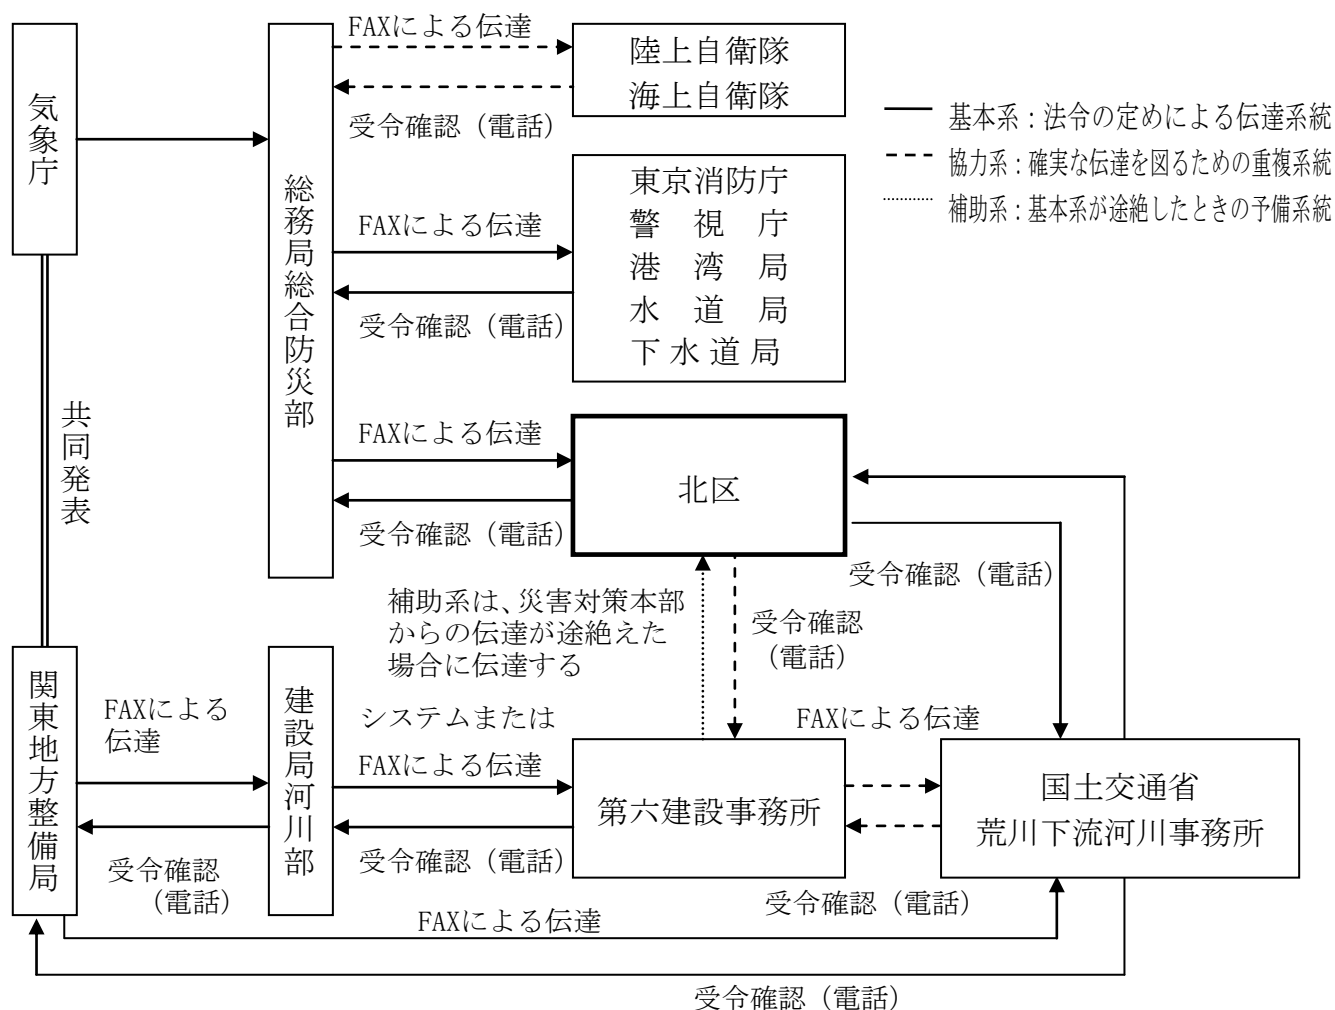 気象庁
共同発表
関東地方整備局
総務局総合防災部
建設局河川部
FAXによる伝達
陸上自衛隊
海上自衛隊
受令確認（電話）
基本系：法令の定めによる伝達系統
協力系：確実な伝達を図るための重複系統
補助系：基本系が途絶したときの予備系統
東京消防庁
警視庁
港湾局
水道局
下水道局
FAXによる伝達
受令確認（電話）
FAXによる伝達
北区
受令確認（電話）
受令確認（電話）
補助系は、災害対策本部
からの伝達が途絶えた
場合に伝達する
受令確認
（電話）
FAXによる
伝達
受令確認
（電話）
システムまたは
FAXによる伝達
第六建設事務所
受令確認（電話）
FAXによる伝達
国土交通省
荒川下流河川事務所
受令確認（電話）
FAXによる伝達
受令確認（電話）